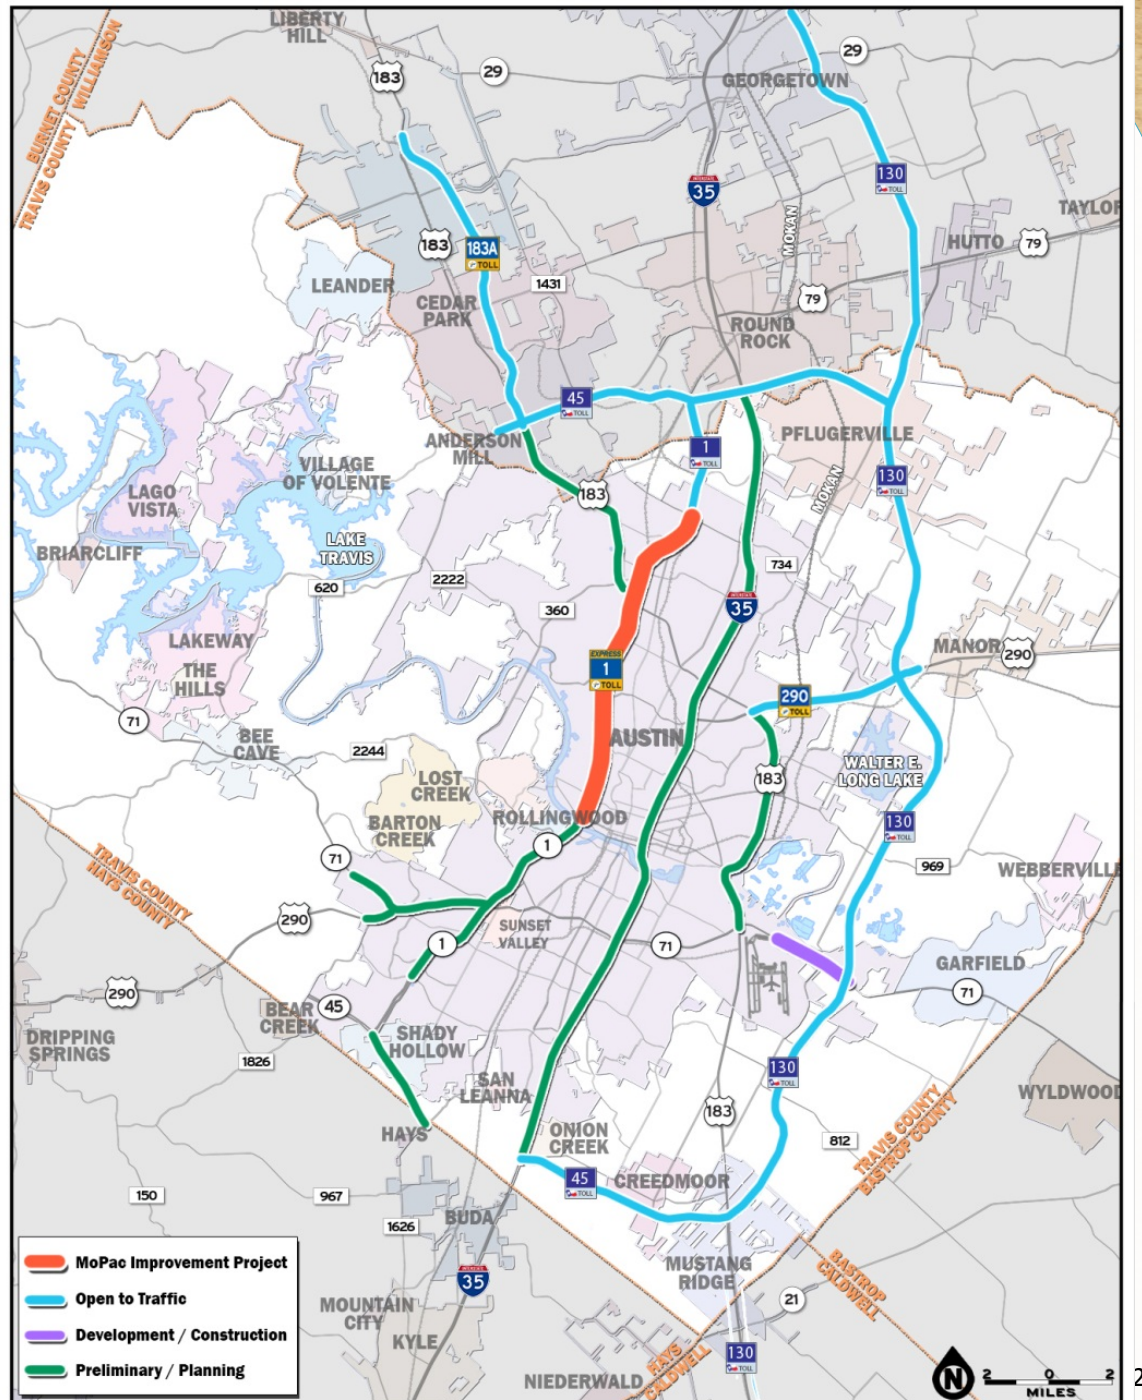 LIBERTY
HILL
183
29
29
GEORGETOWN
BURNET COUNTY
WILLIAMSON
TRAVIS COUNTY
130
TOLL
35
INTERSTATE
TAYLOR
MOKAN
HUTTO
79
183
183A
TOLL
LEANDER
1431
79
CEDAR
PARK
ROUND
ROCK
45
TOLL
ANDERSON
MILL
1
TOLL
PFLUGERVILLE
130
TOLL
MOKAN
VILLAGE
OF VOLENTE
183
LAGO
VISTA
LAKE
TRAVIS
BRIARCLIFF
620
2222
734
360
INTERSTATE
35
LAKEWAY
THE
HILLS
MANOR
290
EXPRESS
1
TOLL
290
TOLL
71
BEE
CAVE
2244
AUSTIN
183
WALTER E.
LONG LAKE
LOST
CREEK
BARTON
CREEK
ROLLINGWOOD
130
TOLL
1
71
969
WEBBERVILLE
TRAVIS COUNTY
HAYS COUNTY
290
SUNSET
VALLEY
1
71
GARFIELD
71
290
45
BEAR
CREEK
DRIPPING
SPRINGS
SHADY
HOLLOW
1826
130
TOLL
SAN
LEANNA
183
WYLDWOOD
HAYS
ONION
CREEK
812
TRAVIS COUNTY
BASTROP COUNTY
45
TOLL
CREEDMOOR
150
967
1626
BUDA
MUSTANG
RIDGE
BASTROP
CALDWELL
INTERSTATE
35
21
MOUNTAIN
CITY
KYLE
130
TOLL
HAYS
CALDWELL
NIEDERWALD
MoPac Improvement Project
Open to Traffic
Development / Construction
Preliminary / Planning
N
2 0 2
MILES
2